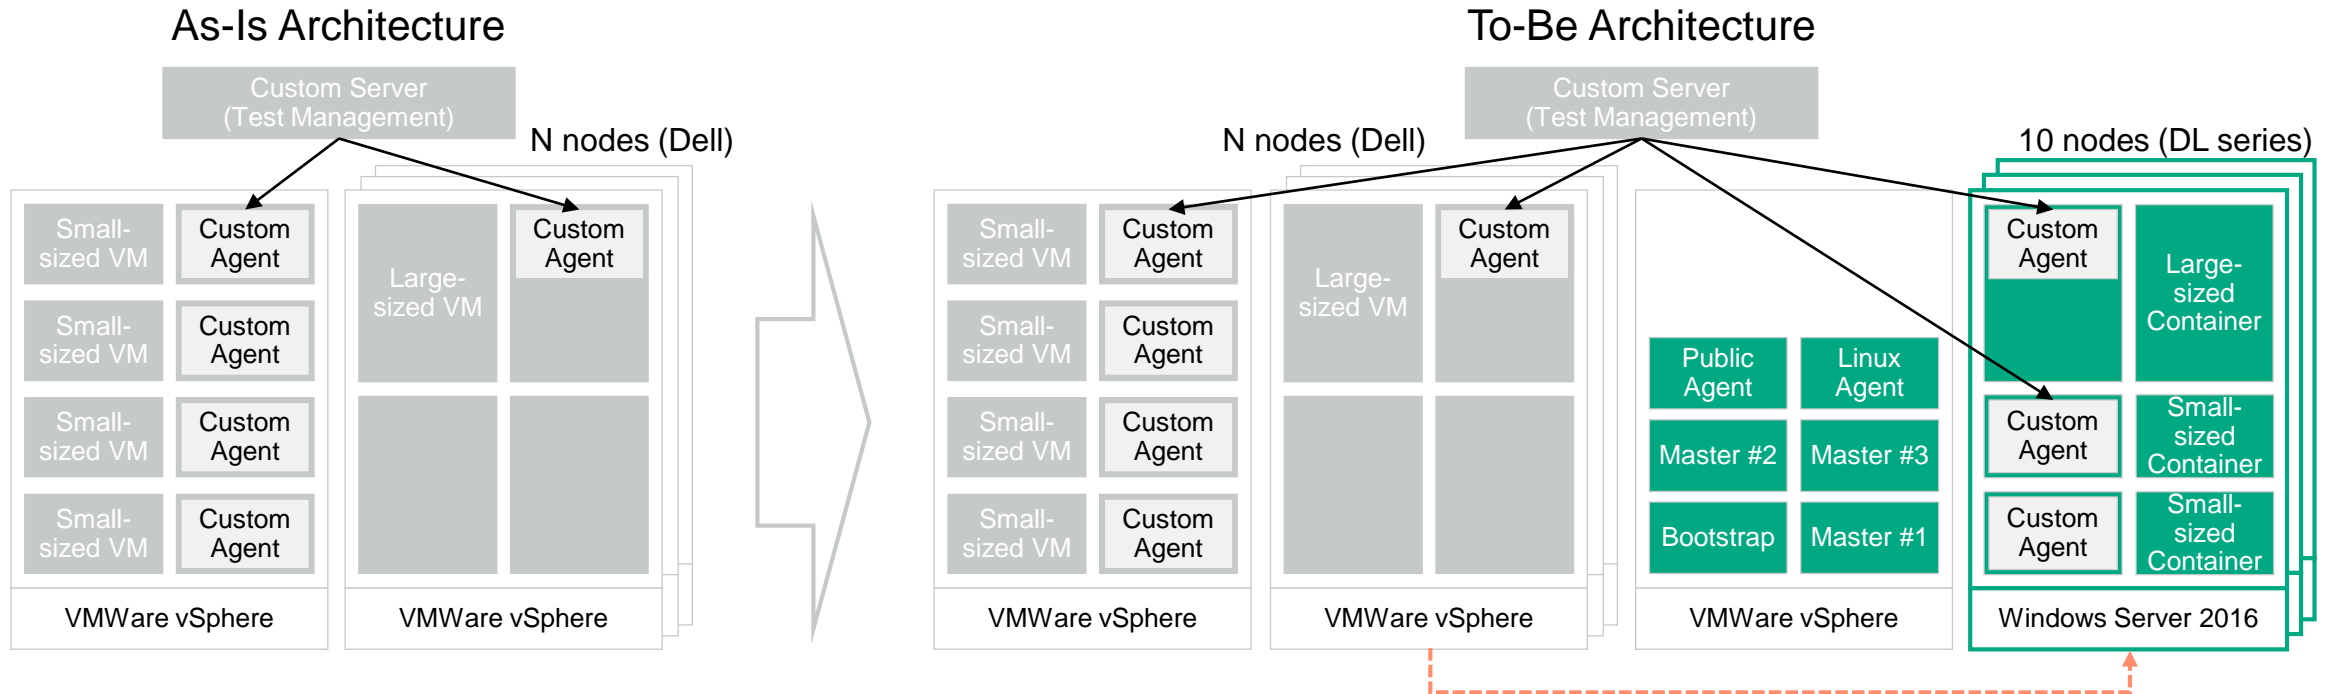 As-Is Architecture
Custom Server
(Test Management)
N nodes (Dell)
Small-
sized VM
Custom
Agent
Small-
sized VM
Custom
Agent
Small-
sized VM
Custom
Agent
Small-
sized VM
Custom
Agent
VMWare vSphere
Large-
sized VM
Custom
Agent
VMWare vSphere
To-Be Architecture
Custom Server
(Test Management)
N nodes (Dell)
10 nodes (DL series)
Small-
sized VM
Custom
Agent
Small-
sized VM
Custom
Agent
Small-
sized VM
Custom
Agent
Small-
sized VM
Custom
Agent
VMWare vSphere
Large-
sized VM
Custom
Agent
VMWare vSphere
Public
Agent
Linux
Agent
Master #2
Master #3
Bootstrap
Master #1
VMWare vSphere
Custom
Agent
Large-
sized
Container
Custom
Agent
Small-
sized
Container
Custom
Agent
Small-
sized
Container
Windows Server 2016